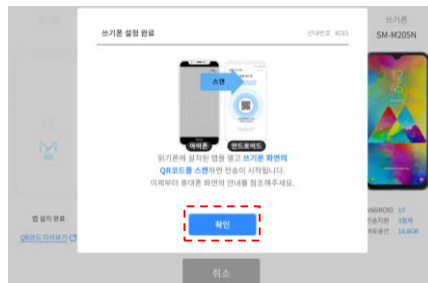 쓰기폰
SM-M205N
쓰기폰 설정 완료
안내번호 4033
스캔
아이폰
안드로이드
읽기폰에 설치된 앱을 열고 쓰기폰 화면의
QR코드를 스캔하면 전송이 시작됩니다.
이제부터 휴대폰 화면의 안내를 참조해주세요.
확인
앱 설치 완료
QR코드 다시보기
ANDROID 10
18.8GB
취소